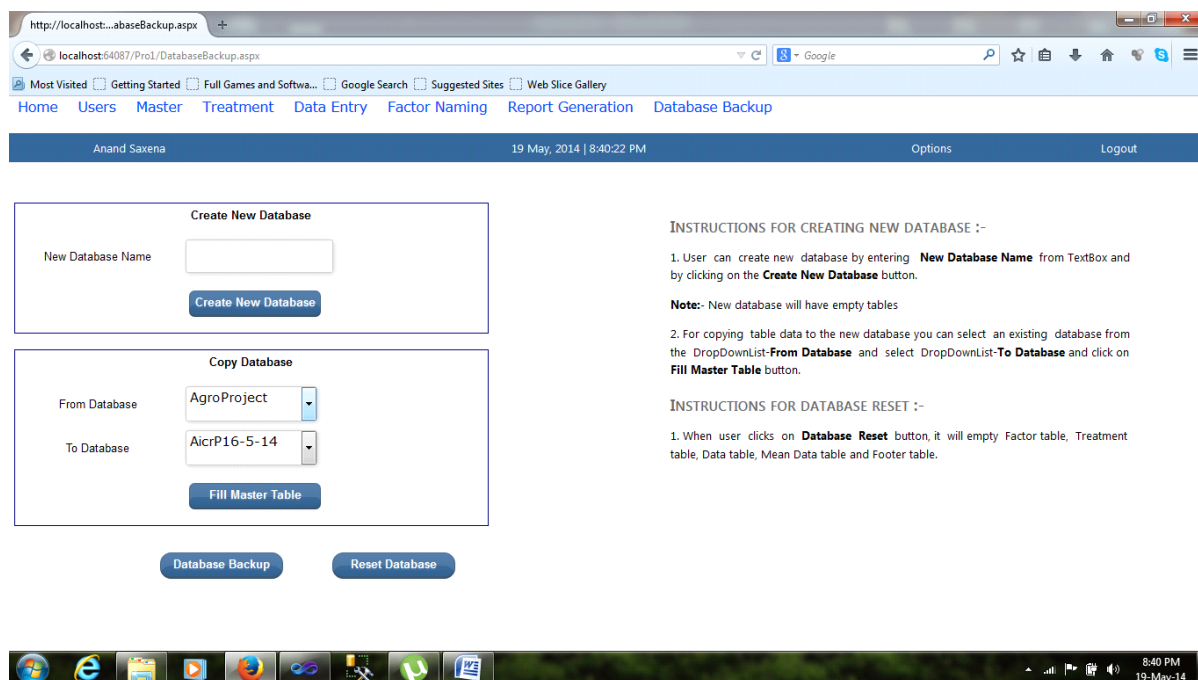 http://localhost:...abaseBackup.aspx
localhost:64087/Pro1/DatabaseBackup.aspx
Google
Most Visited Getting Started Full Games and Softwa... Google Search Suggested Sites Web Slice Gallery
Home Users Master Treatment Data Entry Factor Naming Report Generation Database Backup
Anand Saxena 19 May, 2014 | 8:40:22 PM Options Logout
Create New Database
New Database Name
Create New Database
Copy Database
From Database AgroProject
To Database AicrP16-5-14
Fill Master Table
Database Backup Reset Database
INSTRUCTIONS FOR CREATING NEW DATABASE :-
1. User can create new database by entering New Database Name from TextBox and
by clicking on the Create New Database button.
Note:- New database will have empty tables
2. For copying table data to the new database you can select an existing database from
the DropDownList-From Database and select DropDownList-To Database and click on
Fill Master Table button.
INSTRUCTIONS FOR DATABASE RESET :-
1. When user clicks on Database Reset button, it will empty Factor table, Treatment
table, Data table, Mean Data table and Footer table.
8:40 PM
19-May-14